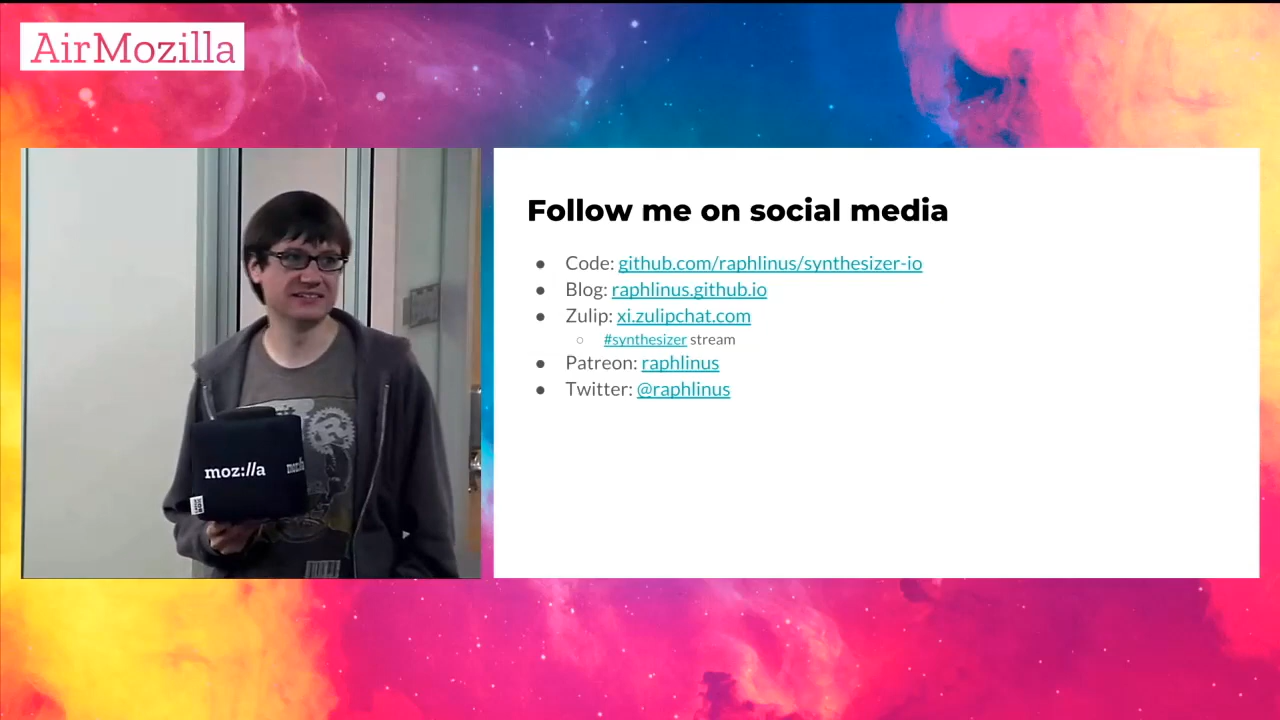 AirMozilla
Follow me on social media
● Code: github.com/raphlinus/synthesizer-io
● Blog: raphlinus.github.io
● Zulip: xi.zulipchat.com
○ #synthesizer stream
● Patreon: raphlinus
● Twitter: @raphlinus
moz://a
R